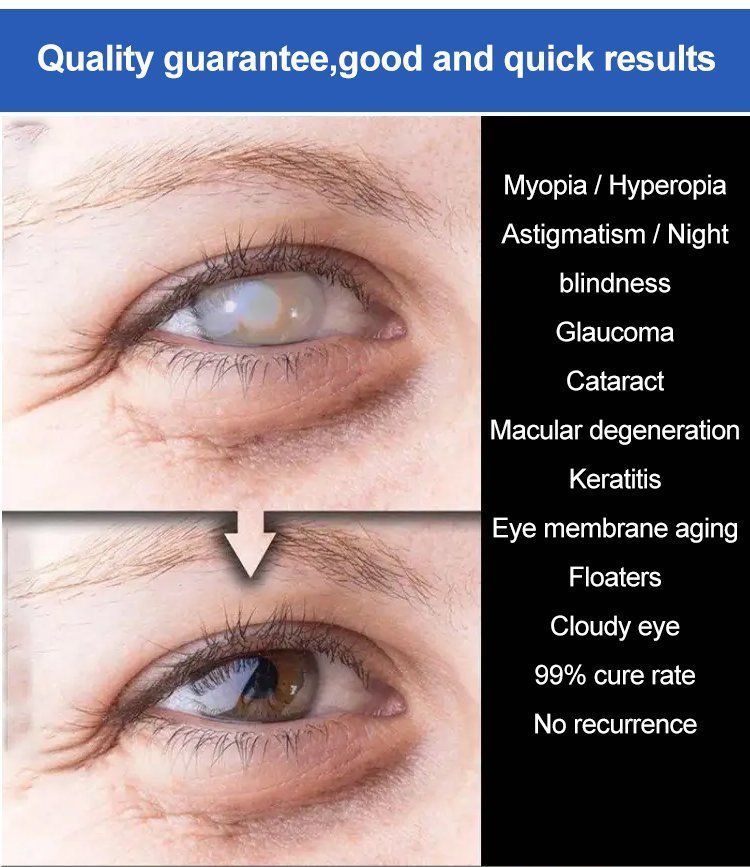 Quality guarantee,good and quick results
Myopia / Hyperopia
Astigmatism / Night
blindness
Glaucoma
Cataract
Macular degeneration
Keratitis
Eye membrane aging
Floaters
Cloudy eye
99% cure rate
No recurrence